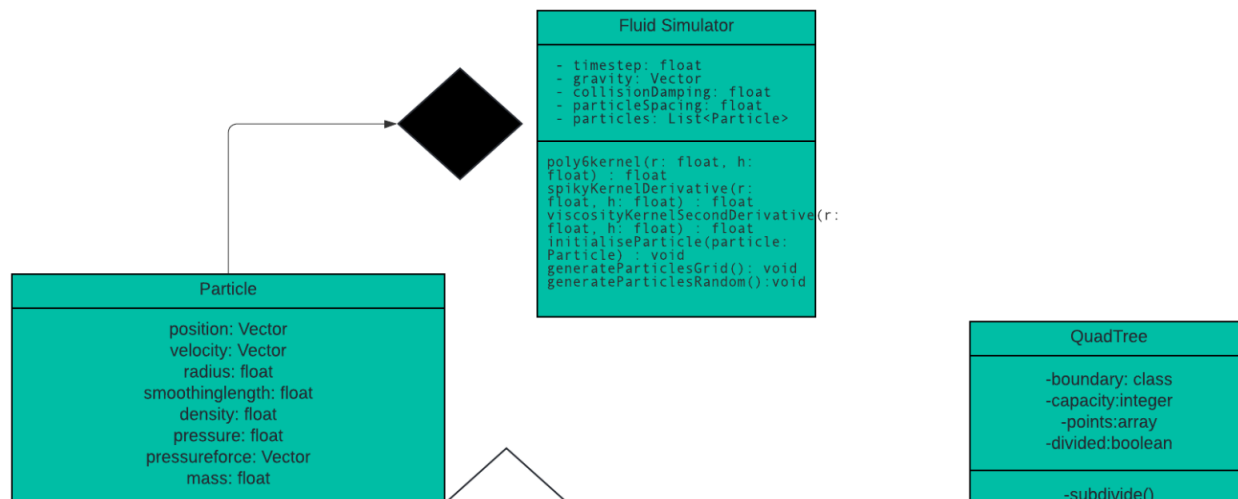 Fluid Simulator
- timestep: float
- gravity: Vector
- collisionDamping: float
- particleSpacing: float
- particles: List<Particle>
poly6kernel(r: float, h:
float) : float
spikyKernelDerivative(r:
float, h: float) : float
viscosityKernelSecondDerivative(r:
float, h: float) : float
initialiseParticle(particle:
Particle) : void
generateParticlesGrid(): void
generateParticlesRandom():void
Particle
position: Vector
velocity: Vector
radius: float
smoothinglength: float
density: float
pressure: float
pressureforce: Vector
mass: float
QuadTree
-boundary: class
-capacity:integer
-points:array
-divided:boolean
-subdivide()